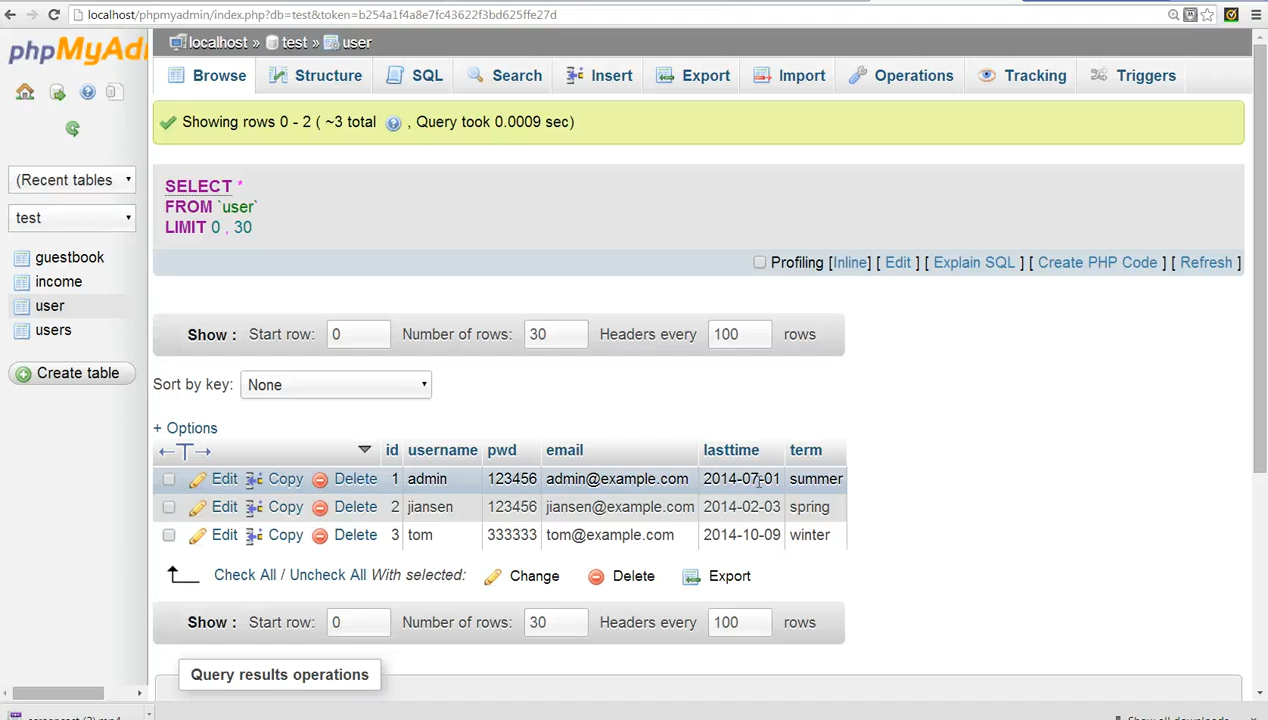 localhost/phpmyadmin/index.php?db=test&token=b254a1f4a8e7fc43622f3bd625ffe27d
phpMyAd
localhost » test » user
Browse Structure SQL Search Insert Export Import Operations Tracking Triggers
Showing rows 0 - 2 ( ~3 total , Query took 0.0009 sec)
(Recent tables
SELECT *
FROM `user`
LIMIT 0 , 30
test
guestbook
income
user
users
Create table
Profiling [Inline] [ Edit ] [ Explain SQL ] [ Create PHP Code ] [ Refresh ]
Show : Start row: 0 Number of rows: 30 Headers every 100 rows
Sort by key: None
+ Options
id username pwd email lasttime term
Edit Copy Delete 1 admin 123456 admin@example.com 2014-07-01 summer
Edit Copy Delete 2 jiansen 123456 jiansen@example.com 2014-02-03 spring
Edit Copy Delete 3 tom 333333 tom@example.com 2014-10-09 winter
Check All / Uncheck All With selected: Change Delete Export
Show : Start row: 0 Number of rows: 30 Headers every 100 rows
Query results operations
Show all downloads